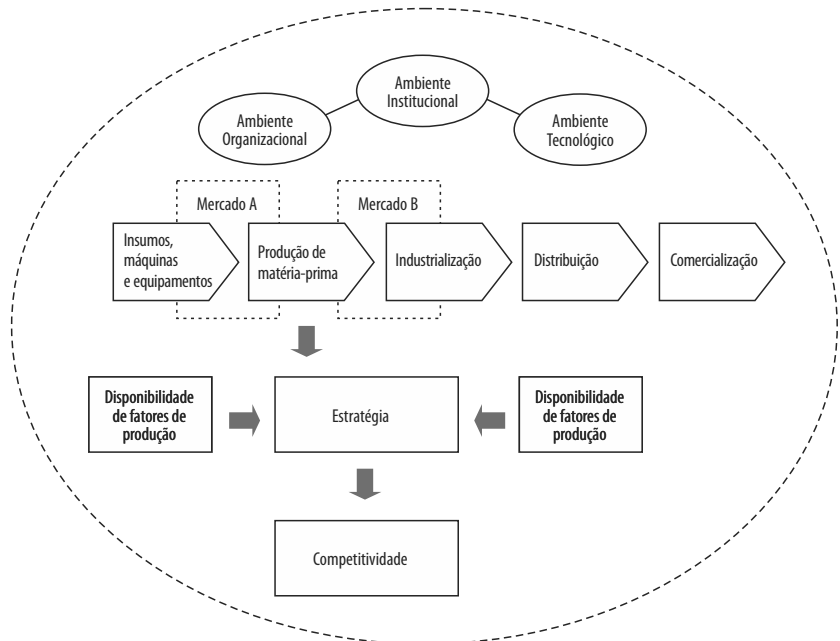 Ambiente
Institucional
Ambiente
Organizacional
Ambiente
Tecnológico
Mercado A
Mercado B
Insumos,
máquinas
e equipamentos
Produção de
matéria-prima
Industrialização
Distribuição
Comercialização
Disponibilidade
de fatores de
produção
Estratégia
Disponibilidade
de fatores de
produção
Competitividade